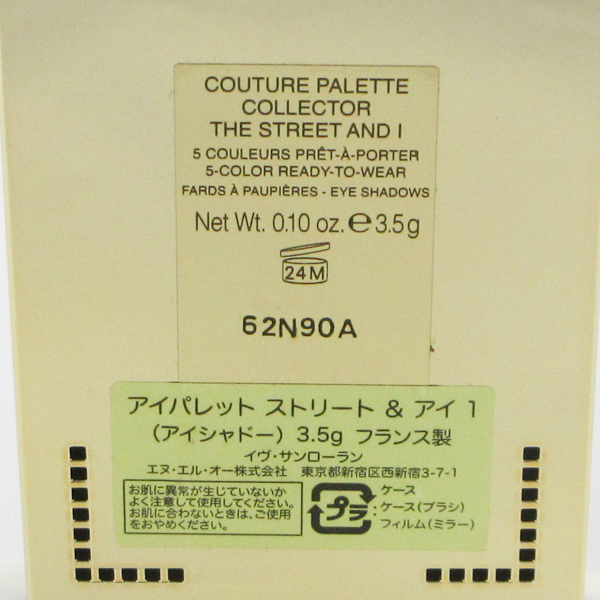 COUTURE PALETTE
COLLECTOR
THE STREET AND I
5 COULEURS PRÊT-À-PORTER
5-COLOR READY-TO-WEAR
FARDS À PAUPIÈRES - EYE SHADOWS
Net Wt. 0.10 oz. e 3.5g
24M
62N90A
アイパレット ストリート & アイ 1
（アイシャドー）3.5g フランス製
イヴ・サンローラン
エヌ・エル・オー株式会社 東京都新宿区西新宿3-7-1
お肌に異常が生じていないか
よく注意して使用してください。
お肌に合わないときは、ご使用
をおやめください。
プラ
:ケース
ケース(ブラシ)
フィルム(ミラー)